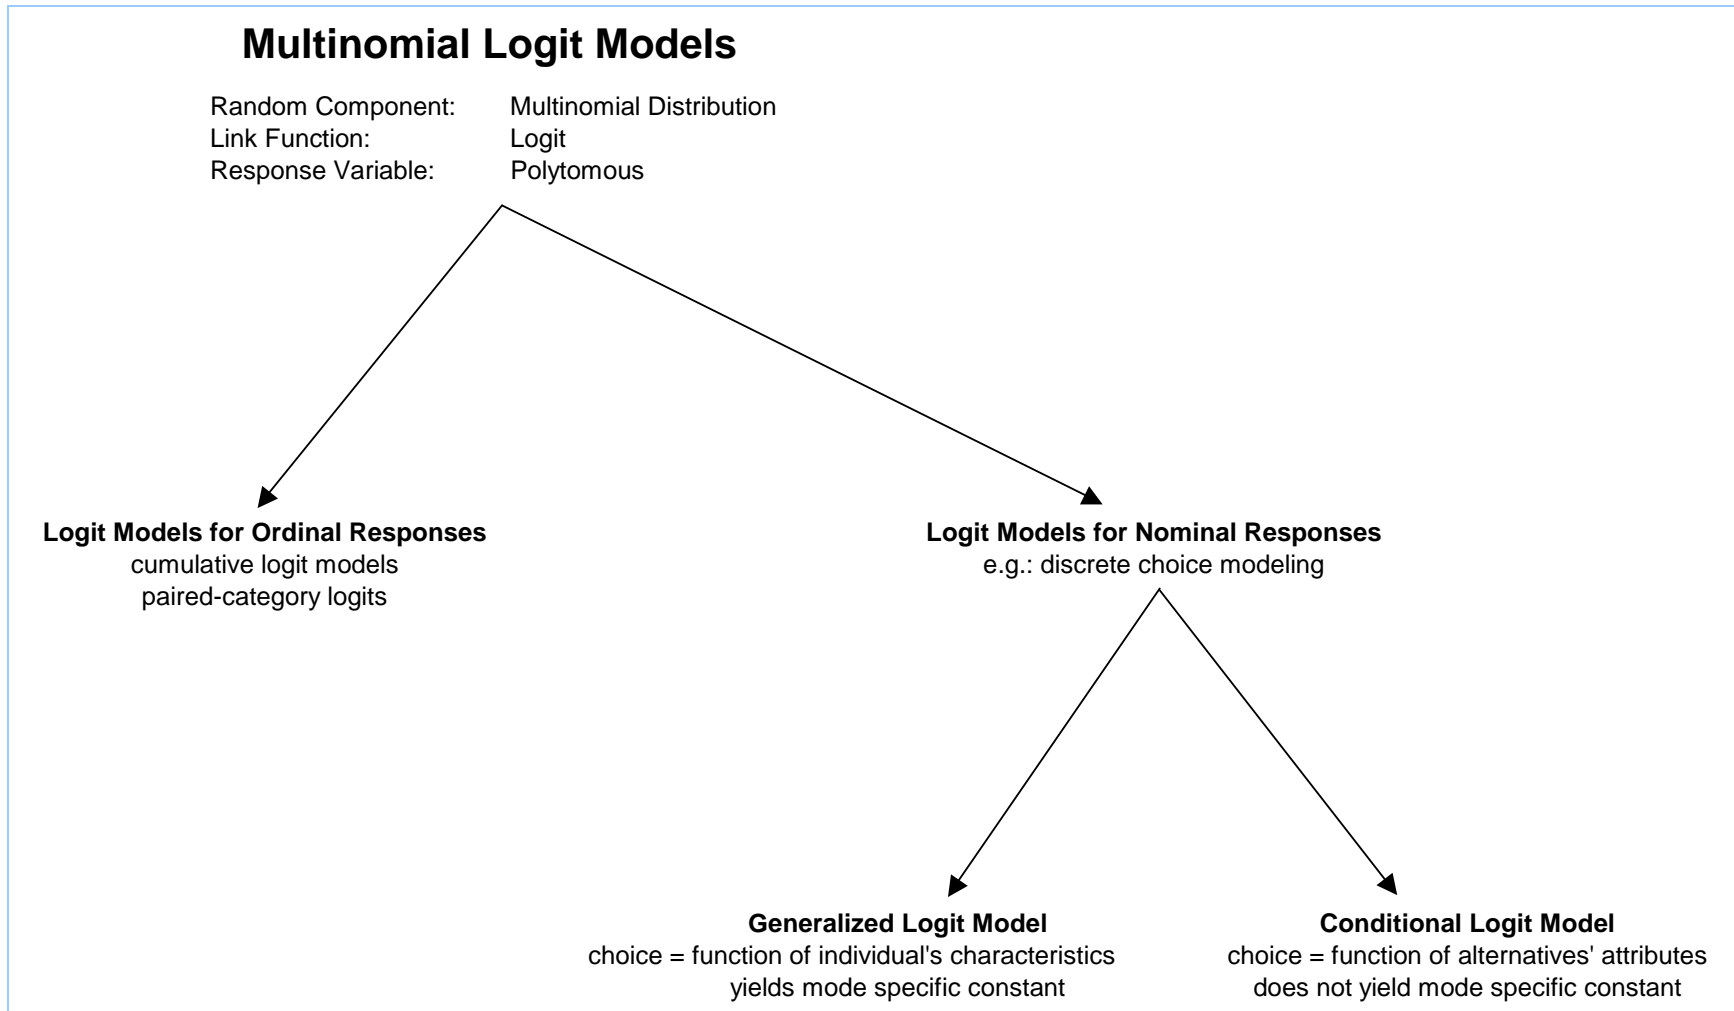 Multinomial Logit Models
Random Component: Multinomial Distribution
Link Function: Logit
Response Variable: Polytomous
Logit Models for Ordinal Responses
cumulative logit models
paired-category logits
Logit Models for Nominal Responses
e.g.: discrete choice modeling
Generalized Logit Model
choice = function of individual's characteristics
yields mode specific constant
Conditional Logit Model
choice = function of alternatives' attributes
does not yield mode specific constant